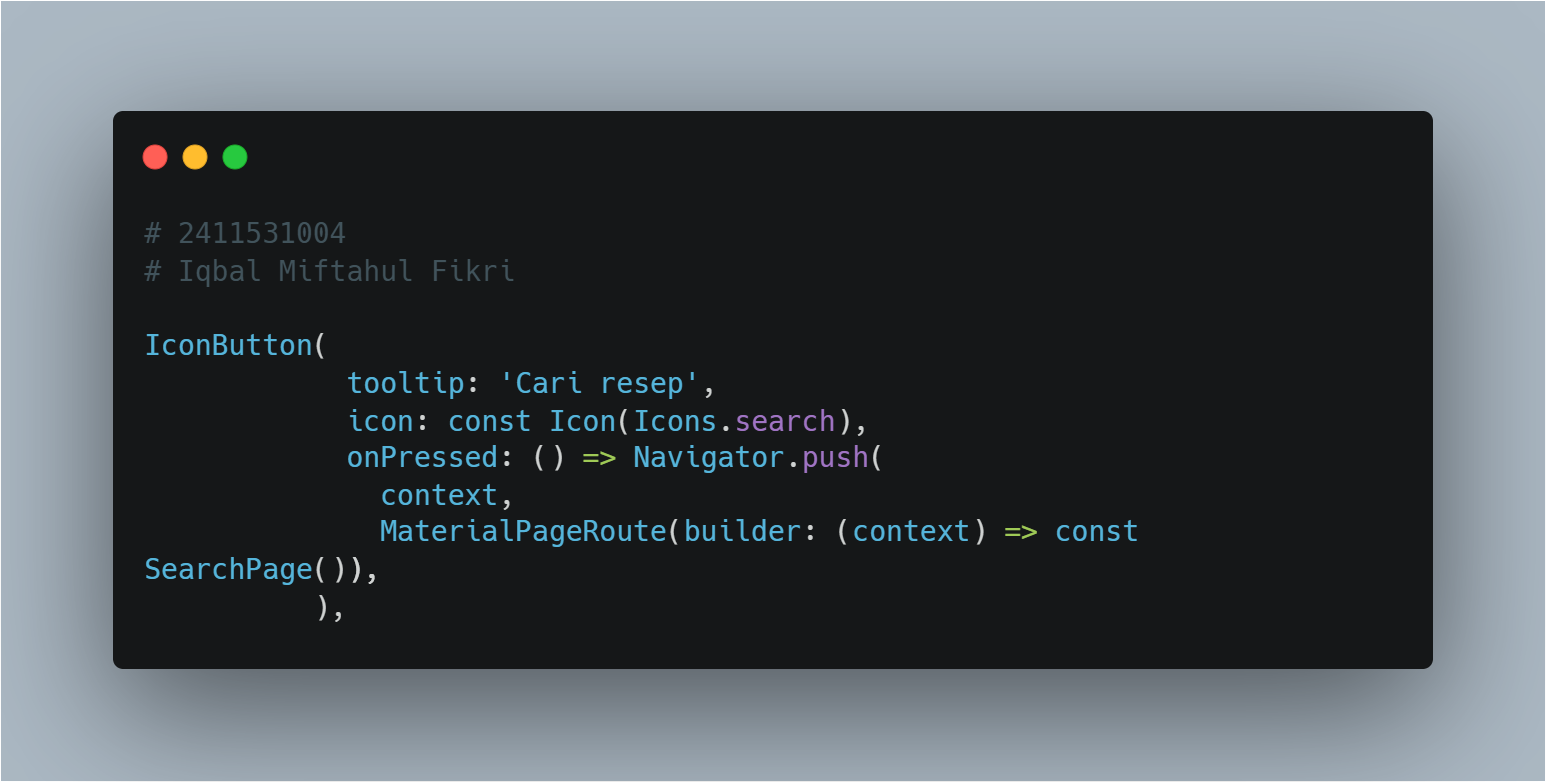 # 2411531004
# Iqbal Miftahul Fikri
IconButton(
            tooltip: 'Cari resep',
            icon: const Icon(Icons.search),
            onPressed: () => Navigator.push(
              context,
              MaterialPageRoute(builder: (context) => const
SearchPage()),
          ),